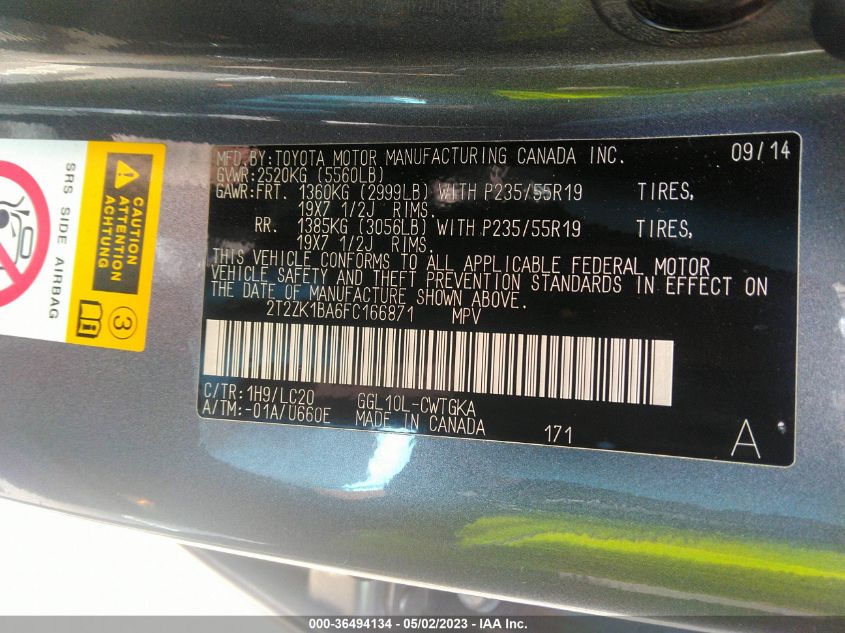 SRS SIDE AIRBAG
CAUTION
ATTENTION
ACHTUNG
3
MFD.BY:TOYOTA MOTOR MANUFACTURING CANADA INC. 09/14
GVWR:2520KG (5560LB)
GAWR:FRT. 1360KG (2999LB) WITH P235/55R19 TIRES,
19X7 1/2J RIMS.
RR. 1385KG (3056LB) WITH P235/55R19 TIRES,
19X7 1/2J RIMS.
THIS VEHICLE CONFORMS TO ALL APPLICABLE FEDERAL MOTOR
VEHICLE SAFETY AND THEFT PREVENTION STANDARDS IN EFFECT ON
THE DATE OF MANUFACTURE SHOWN ABOVE.
2T2ZK1BA6FC166871 MPV
C/TR:1H9/LC20 GGL10L-CWTGKA
A/TM:-01A/U660E MADE IN CANADA 171 A
000-36494134 - 05/02/2023 - IAA Inc.